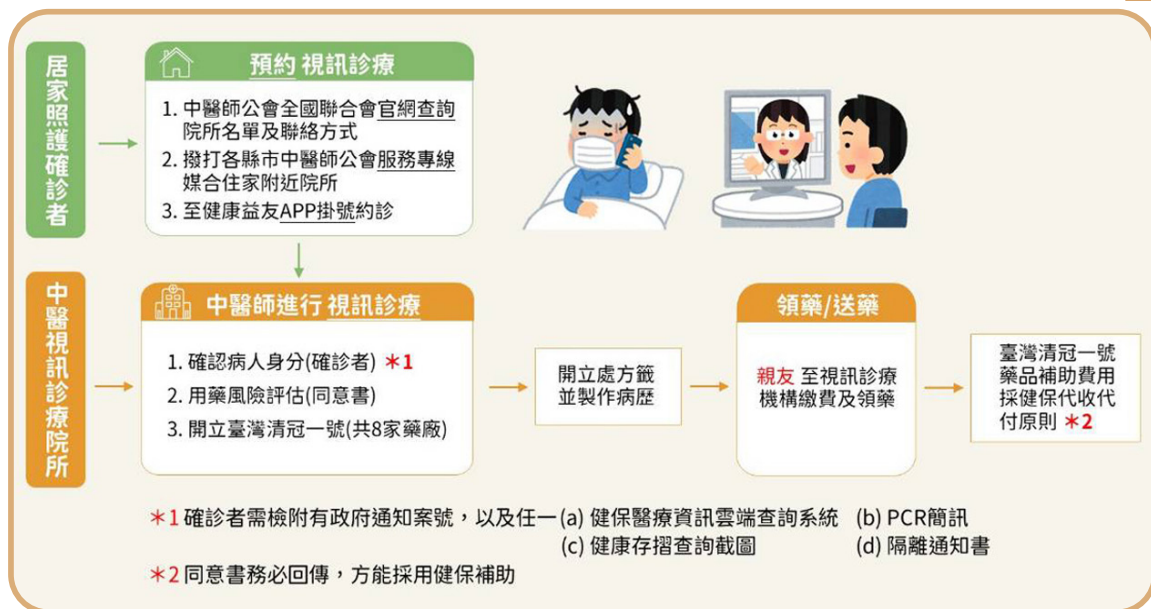 居家照護確診者
預約 視訊診療
1. 中醫師公會全國聯合會官網查詢
院所名單及聯絡方式
2. 撥打各縣市中醫師公會服務專線
媒合住家附近院所
3. 至健康益友APP掛號約診
中醫視訊診療院所
中醫師進行 視訊診療
1. 確認病人身分(確診者) *1
2. 用藥風險評估(同意書)
3. 開立臺灣清冠一號(共8家藥廠)
開立處方籤
並製作病歷
領藥/送藥
親友 至視訊診療
機構繳費及領藥
臺灣清冠一號
藥品補助費用
採健保代收代
付原則 *2
*1 確診者需檢附有政府通知案號，以及任一 (a) 健保醫療資訊雲端查詢系統 (b) PCR簡訊
(c) 健康存摺查詢截圖 (d) 隔離通知書
*2 同意書務必回傳，方能採用健保補助